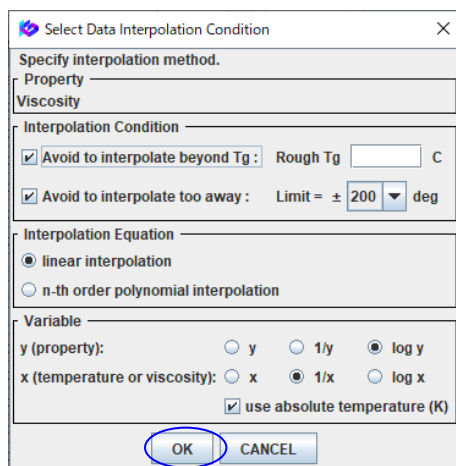 Select Data Interpolation Condition
Specify interpolation method.
Property
Viscosity
Interpolation Condition
Avoid to interpolate beyond Tg : Rough Tg C
Avoid to interpolate too away : Limit = ± 200 deg
Interpolation Equation
linear interpolation
n-th order polynomial interpolation
Variable
y (property): y 1/y log y
x (temperature or viscosity): x 1/x log x
use absolute temperature (K)
OK CANCEL